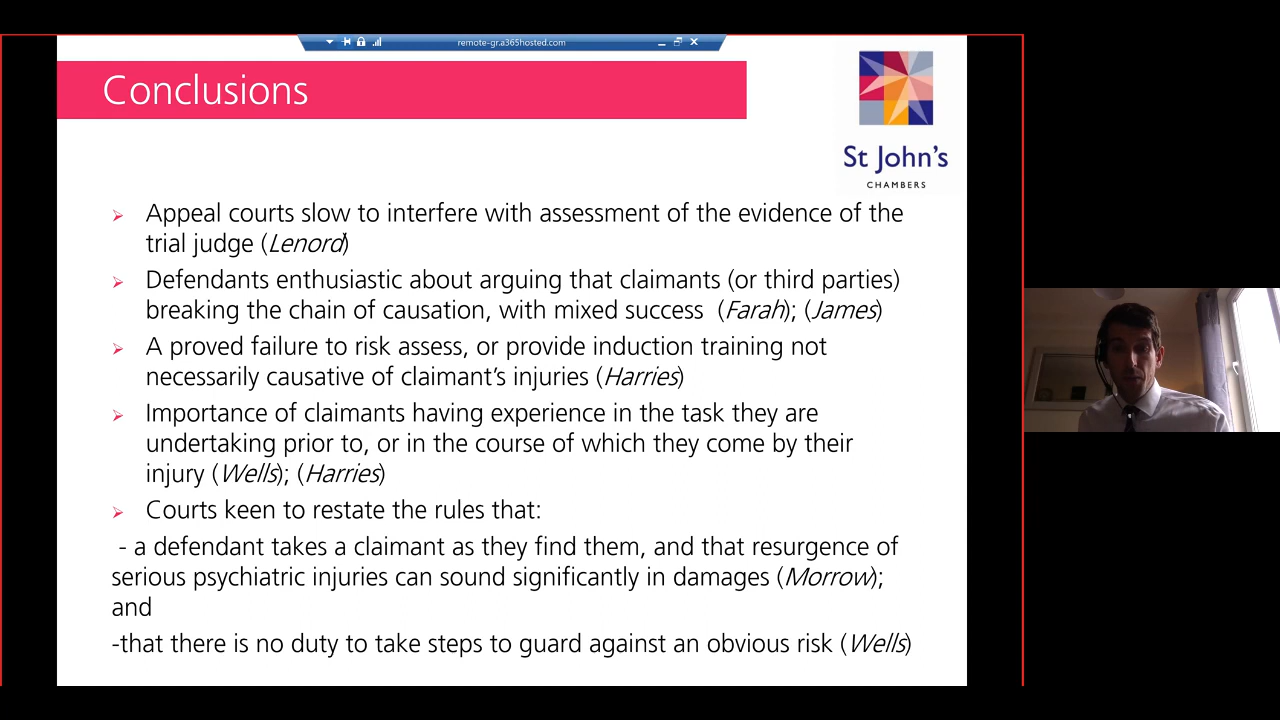 remote-gr.a365hosted.com
Conclusions
St John's
CHAMBERS
Appeal courts slow to interfere with assessment of the evidence of the
trial judge (Lenord)
Defendants enthusiastic about arguing that claimants (or third parties)
breaking the chain of causation, with mixed success (Farah); (James)
A proved failure to risk assess, or provide induction training not
necessarily causative of claimant's injuries (Harries)
Importance of claimants having experience in the task they are
undertaking prior to, or in the course of which they come by their
injury (Wells); (Harries)
Courts keen to restate the rules that:
- a defendant takes a claimant as they find them, and that resurgence of
serious psychiatric injuries can sound significantly in damages (Morrow);
and
-that there is no duty to take steps to guard against an obvious risk (Wells)